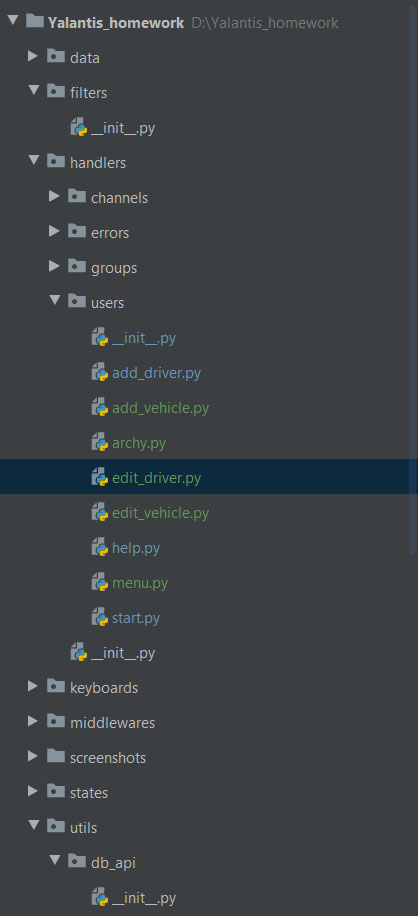 Yalantis_homework D:\Yalantis_homework
data
filters
__init__.py
handlers
channels
errors
groups
users
__init__.py
add_driver.py
add_vehicle.py
archy.py
edit_driver.py
edit_vehicle.py
help.py
menu.py
start.py
__init__.py
keyboards
middlewares
screenshots
states
utils
db_api
__init__.py